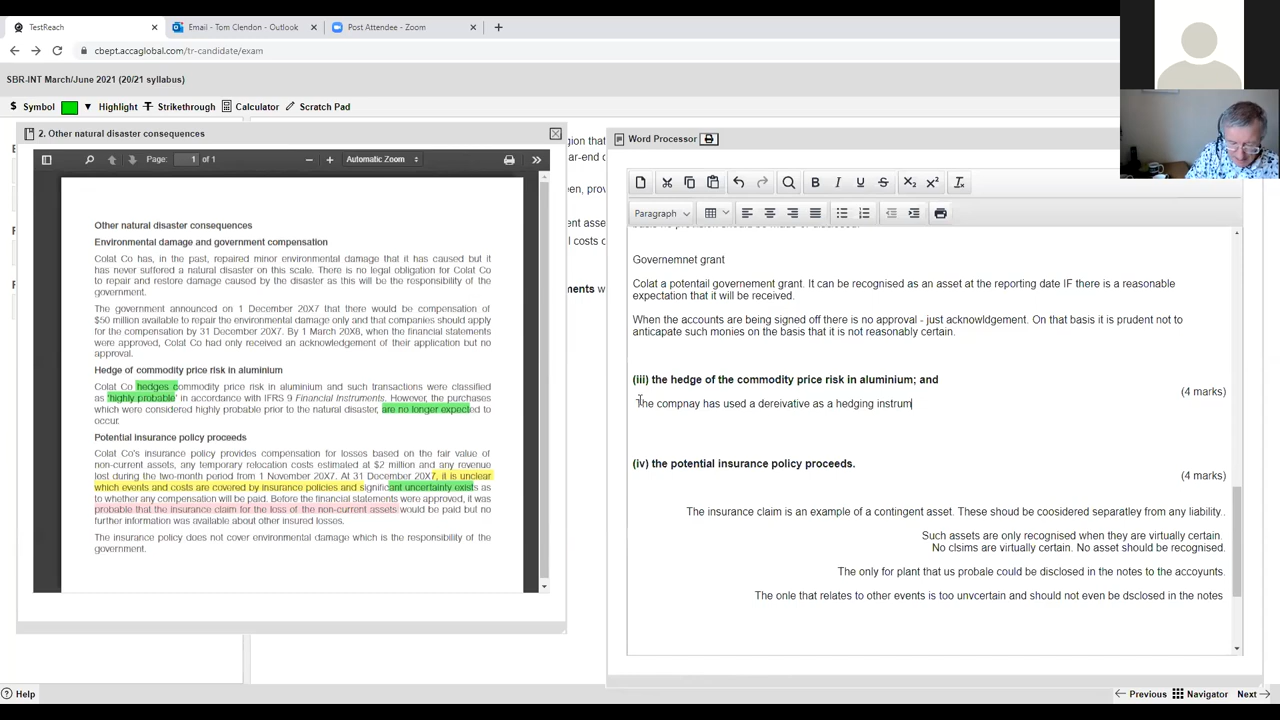 TestReach
Email - Tom Clendon - Outlook
Post Attendee - Zoom
cbept.accaglobal.com/tr-candidate/exam
SBR-INT March/June 2021 (20/21 syllabus)
$ Symbol Highlight Strikethrough Calculator Scratch Pad
2. Other natural disaster consequences
Page: 1 of 1 Automatic Zoom
Other natural disaster consequences
Environmental damage and government compensation
Colat Co has, in the past, repaired minor environmental damage that it has caused but it
has never suffered a natural disaster on this scale. There is no legal obligation for Colat Co
to repair and restore damage caused by the disaster as this will be the responsibility of the
government.
The government announced on 1 December 20X7 that there would be compensation of
$50 million available to repair the environmental damage only and that companies should apply
for the compensation by 31 December 20X7. By 1 March 20X8, when the financial statements
were approved, Colat Co had only received an acknowledgement of their application but no
approval.
Hedge of commodity price risk in aluminium
Colat Co hedges commodity price risk in aluminium and such transactions were classified
as 'highly probable' in accordance with IFRS 9 Financial Instruments. However, the purchases
which were considered highly probable prior to the natural disaster, are no longer expected to
occur.
Potential insurance policy proceeds
Colat Co's insurance policy provides compensation for losses based on the fair value of
non-current assets, any temporary relocation costs estimated at $2 million and any revenue
lost during the two-month period from 1 November 20X7. At 31 December 20X7, it is unclear
which events and costs are covered by insurance policies and significant uncertainty exists as
to whether any compensation will be paid. Before the financial statements were approved, it was
probable that the insurance claim for the loss of the non-current assets would be paid but no
further information was available about other insured losses.
The insurance policy does not cover environmental damage which is the responsibility of the
government.
gion that
ar-end o
en, prov
ent asse
l costs o
ments w
Word Processor
Paragraph
Governemnet grant
Colat a potentail governement grant. It can be recognised as an asset at the reporting date IF there is a reasonable
expectation that it will be received.
When the accounts are being signed off there is no approval - just acknowldgement. On that basis it is prudent not to
anticapate such monies on the basis that it is not reasonably certain.
(iii) the hedge of the commodity price risk in aluminium; and
(4 marks)
The compnay has used a dereivative as a hedging instrum
(iv) the potential insurance policy proceeds.
(4 marks)
The insurance claim is an example of a contingent asset. These shoud be coosidered separatley from any liability..
Such assets are only recognised when they are virtually certain.
No clsims are virtually certain. No asset should be recognised.
The only for plant that us probale could be disclosed in the notes to the accoyunts.
The onle that relates to other events is too unvcertain and should not even be dsclosed in the notes
Help
Previous Navigator Next